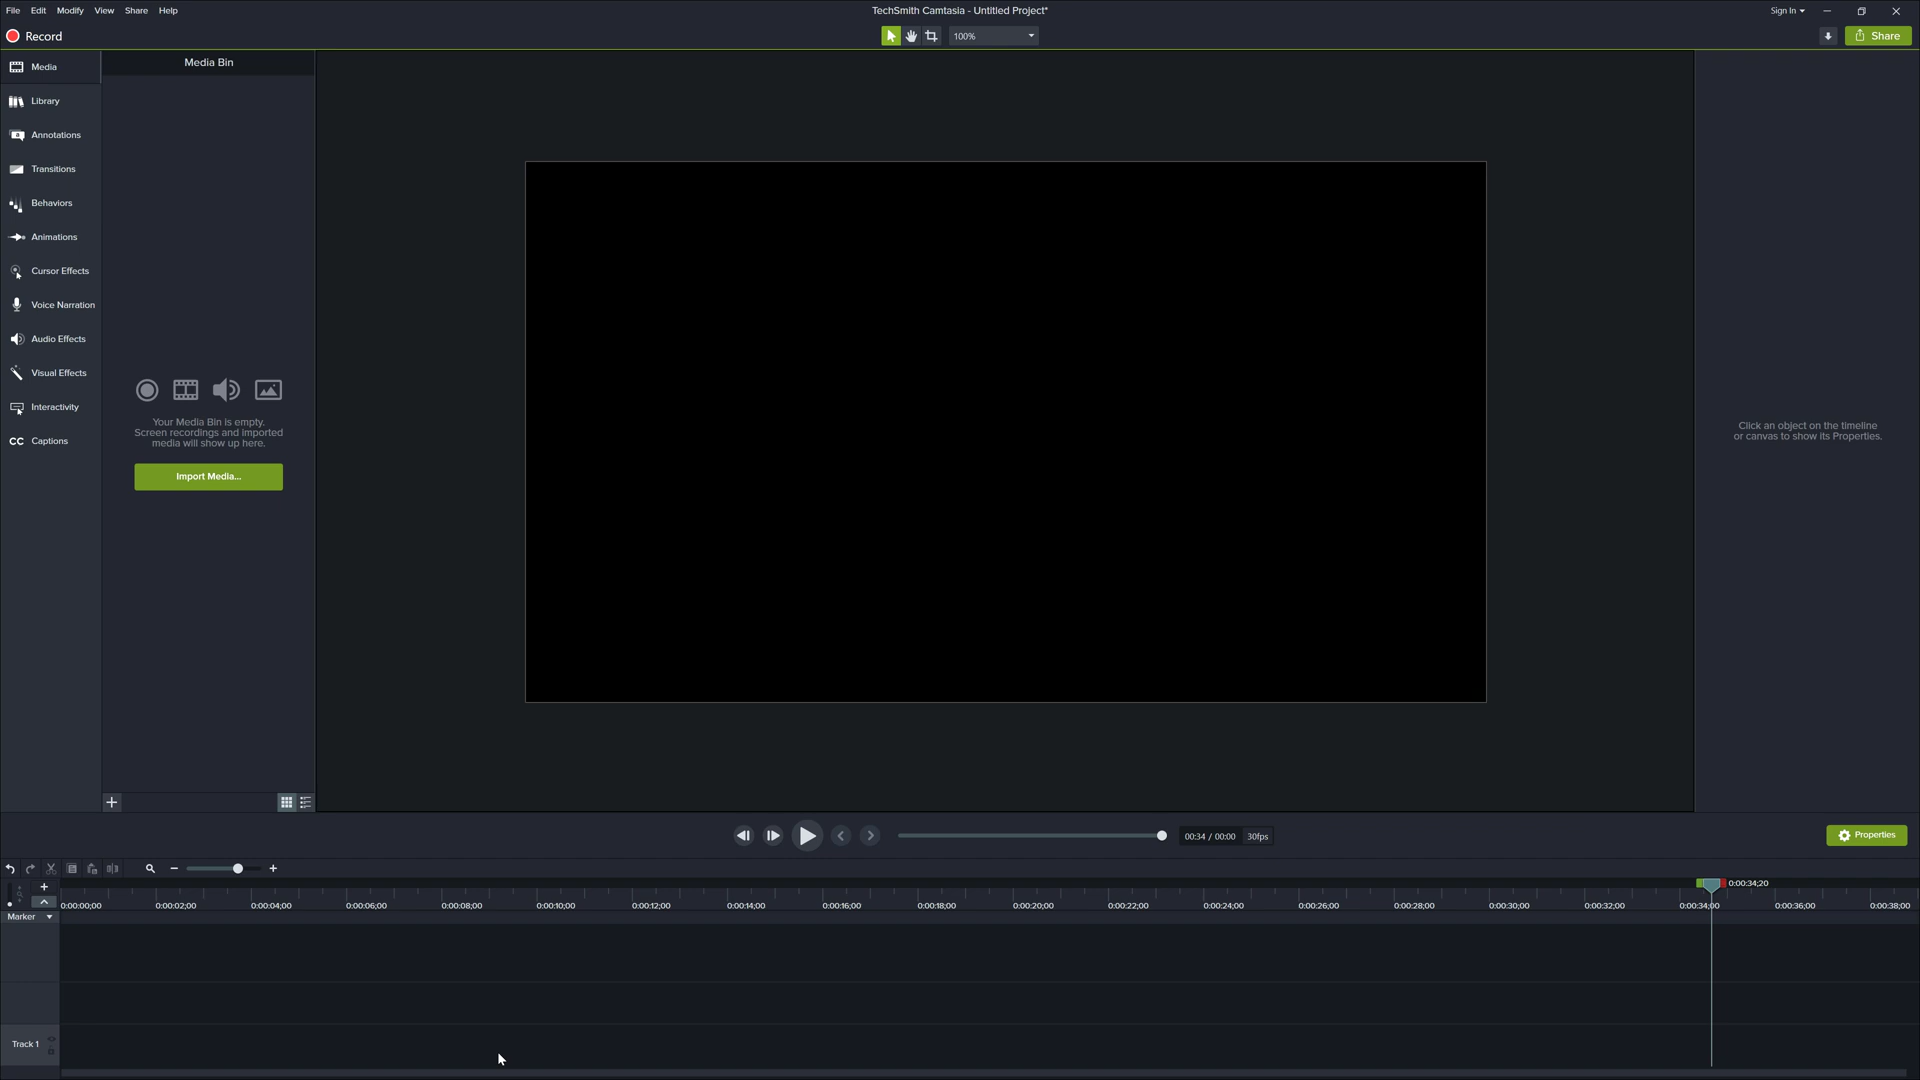 File Edit Modify View Share Help
TechSmith Camtasia - Untitled Project*
Sign In
Record
100%
Share
Media
Library
Annotations
Transitions
Behaviors
Animations
Cursor Effects
Voice Narration
Audio Effects
Visual Effects
Interactivity
CC Captions
Media Bin
Your Media Bin is empty.
Screen recordings and imported
media will show up here.
Import Media...
Click an object on the timeline
or canvas to show its Properties.
00:34 / 00:00 30fps
Properties
0:00:34;20
0:00:00;00 0:00:02;00 0:00:04;00 0:00:06;00 0:00:08;00 0:00:10;00 0:00:12;00 0:00:14;00 0:00:16;00 0:00:18;00 0:00:20;00 0:00:22;00 0:00:24;00 0:00:26;00 0:00:28;00 0:00:30;00 0:00:32;00 0:00:34;00 0:00:36;00 0:00:38;00
Marker
Track 1